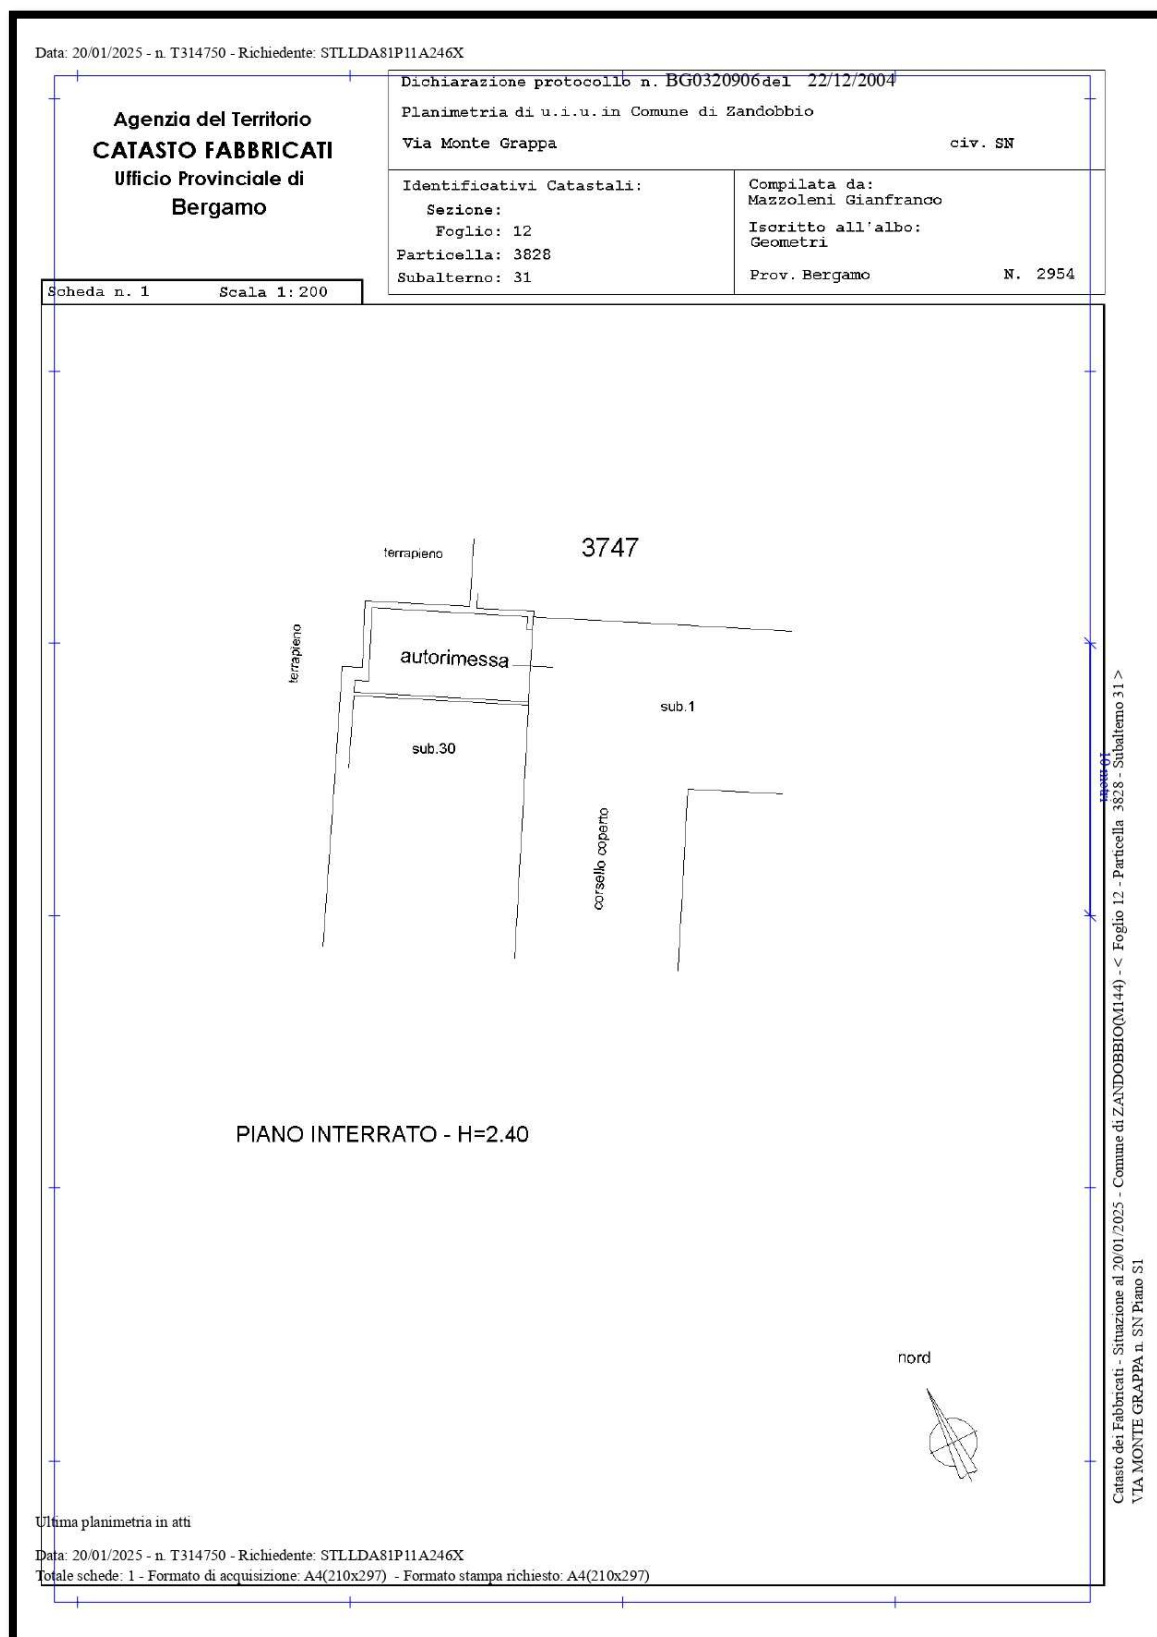 Data: 20/01/2025 - n. T314750 - Richiedente: STLLDA81P11A246X
Agenzia del Territorio
CATASTO FABBRICATI
Ufficio Provinciale di
Bergamo
Dichiarazione protocollo n. BG0320906 del 22/12/2004
Planimetria di u.i.u. in Comune di Zandobbio
Via Monte Grappa civ. SN
Identificativi Catastali:
Sezione:
Foglio: 12
Particella: 3828
Subalterno: 31
Compilata da:
Mazzoleni Gianfranco
Iscritto all'albo:
Geometri
Prov. Bergamo N. 2954
Scheda n. 1 Scala 1:200
terrapieno
3747
terrapieno
autorimessa
sub.1
sub.30
corsello coperto
10 metri
PIANO INTERRATO - H=2.40
nord
Catasto dei Fabbricati - Situazione al 20/01/2025 - Comune di ZANDOBBIO(M144) - < Foglio 12 - Particella 3828 - Subalterno 31 >
VIA MONTE GRAPPA n. SN Piano S1
Ultima planimetria in atti
Data: 20/01/2025 - n. T314750 - Richiedente: STLLDA81P11A246X
Totale schede: 1 - Formato di acquisizione: A4(210x297) - Formato stampa richiesto: A4(210x297)